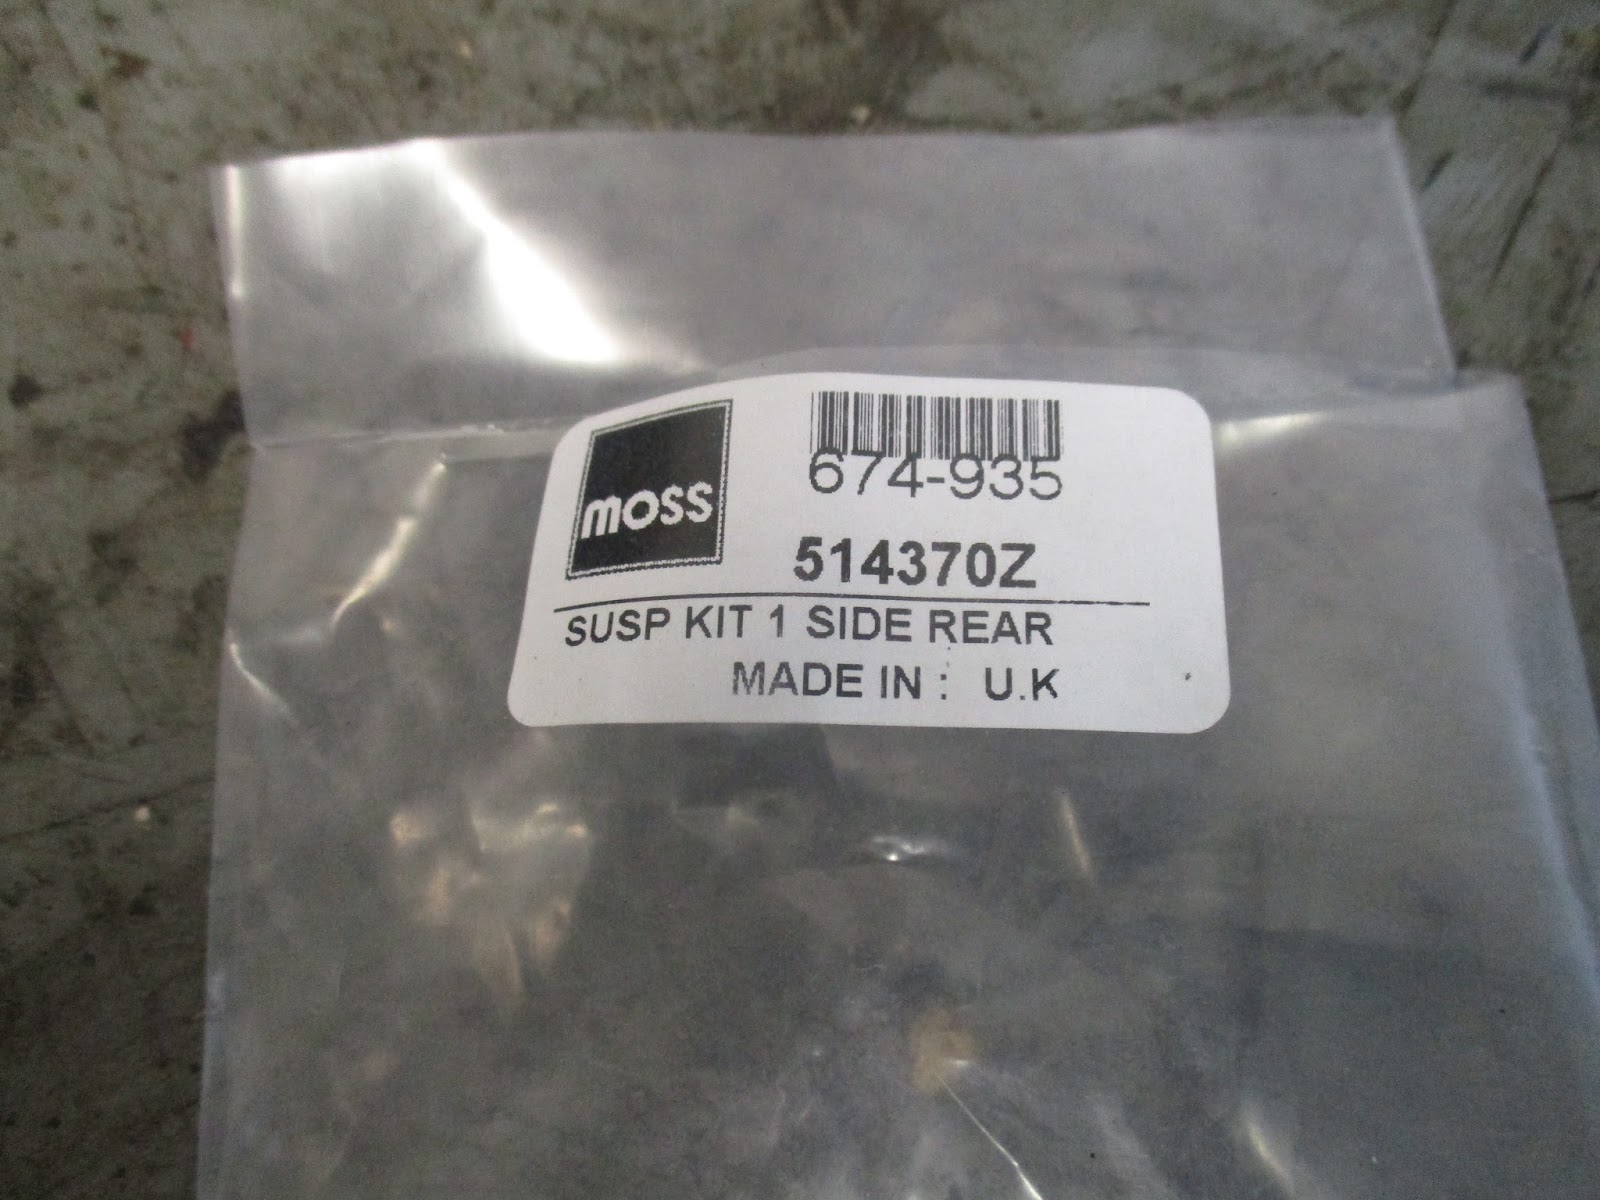 moss
674-935
514370Z
SUSP KIT 1 SIDE REAR
MADE IN : U.K